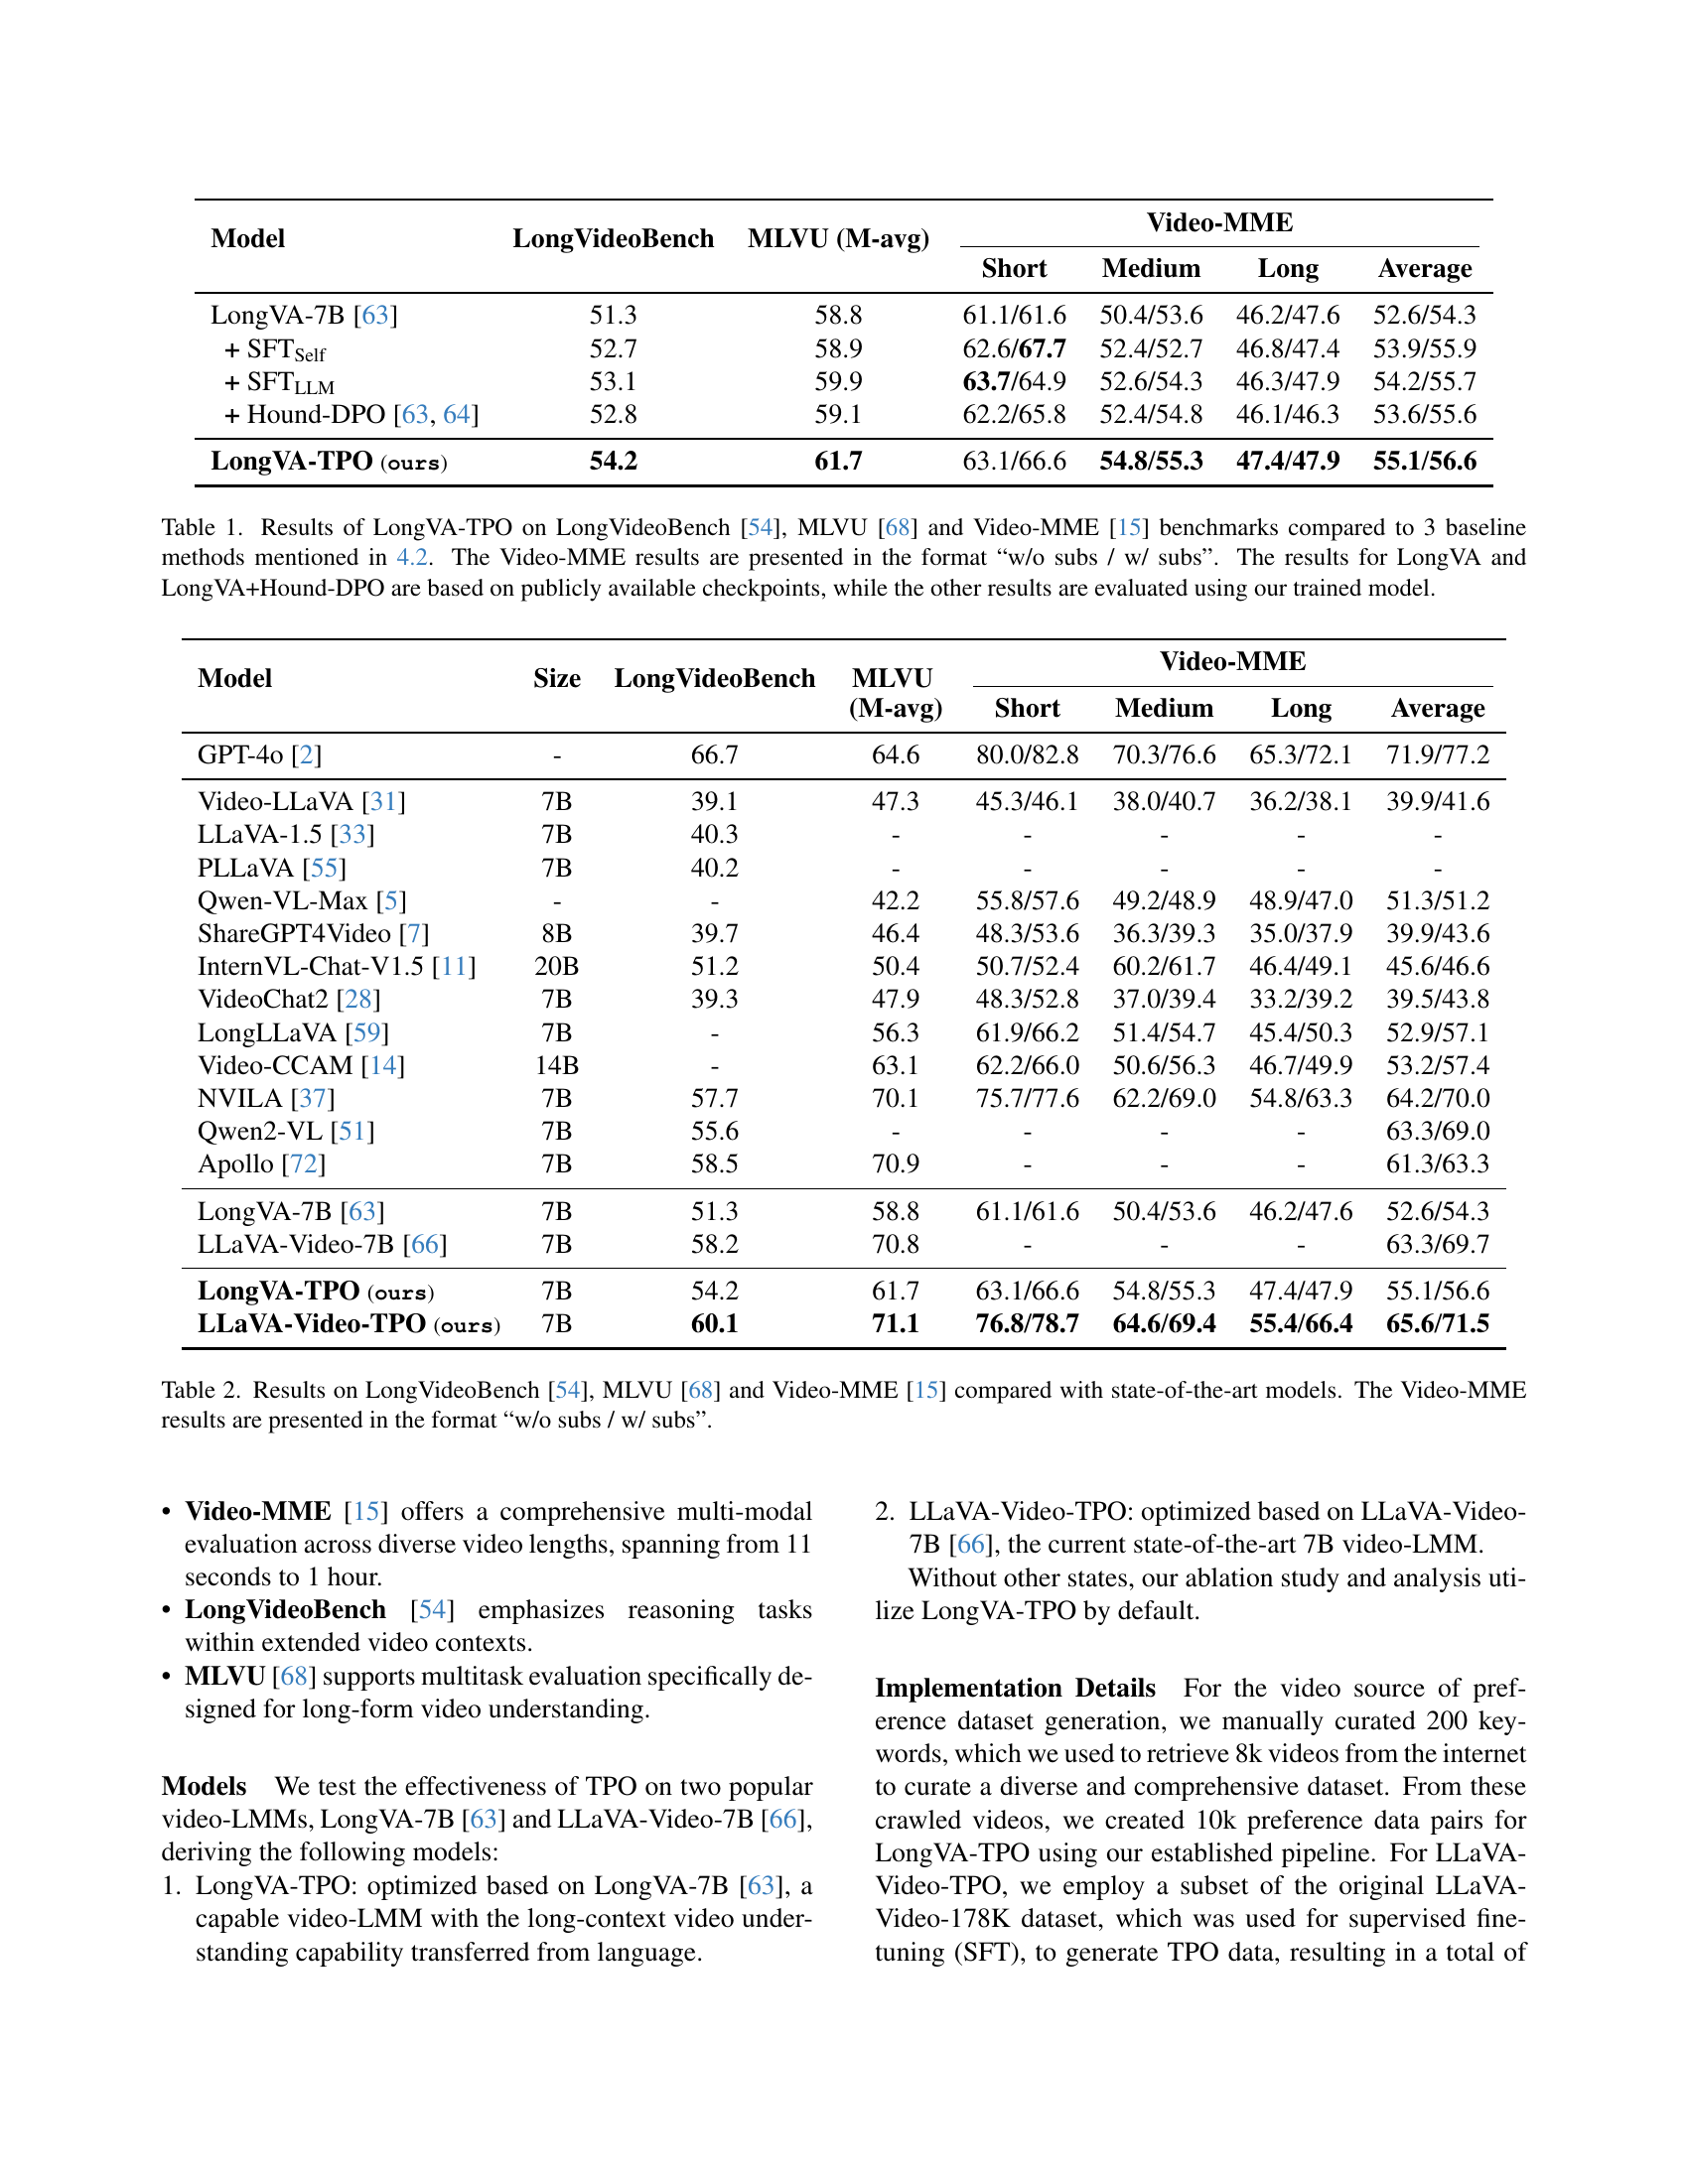 Video-MME
Model LongVideoBench MLVU (M-avg)
Short Medium Long Average
LongVA-7B [63] 51.3 58.8 61.1/61.6 50.4/53.6 46.2/47.6 52.6/54.3
+ SFTSelf 52.7 58.9 62.6/67.7 52.4/52.7 46.8/47.4 53.9/55.9
+ SFTLLM 53.1 59.9 63.7/64.9 52.6/54.3 46.3/47.9 54.2/55.7
+ Hound-DPO [63, 64] 52.8 59.1 62.2/65.8 52.4/54.8 46.1/46.3 53.6/55.6
LongVA-TPO (ours) 54.2 61.7 63.1/66.6 54.8/55.3 47.4/47.9 55.1/56.6
Table 1. Results of LongVA-TPO on LongVideoBench [54], MLVU [68] and Video-MME [15] benchmarks compared to 3 baseline
methods mentioned in 4.2. The Video-MME results are presented in the format “w/o subs / w/ subs”. The results for LongVA and
LongVA+Hound-DPO are based on publicly available checkpoints, while the other results are evaluated using our trained model.
Video-MME
Model Size LongVideoBench MLVU
(M-avg) Short Medium Long Average
GPT-4o [2] - 66.7 64.6 80.0/82.8 70.3/76.6 65.3/72.1 71.9/77.2
Video-LLaVA [31] 7B 39.1 47.3 45.3/46.1 38.0/40.7 36.2/38.1 39.9/41.6
LLaVA-1.5 [33] 7B 40.3 - - - - -
PLLaVA [55] 7B 40.2 - - - - -
Qwen-VL-Max [5] - - 42.2 55.8/57.6 49.2/48.9 48.9/47.0 51.3/51.2
ShareGPT4Video [7] 8B 39.7 46.4 48.3/53.6 36.3/39.3 35.0/37.9 39.9/43.6
InternVL-Chat-V1.5 [11] 20B 51.2 50.4 50.7/52.4 60.2/61.7 46.4/49.1 45.6/46.6
VideoChat2 [28] 7B 39.3 47.9 48.3/52.8 37.0/39.4 33.2/39.2 39.5/43.8
LongLLaVA [59] 7B - 56.3 61.9/66.2 51.4/54.7 45.4/50.3 52.9/57.1
Video-CCAM [14] 14B - 63.1 62.2/66.0 50.6/56.3 46.7/49.9 53.2/57.4
NVILA [37] 7B 57.7 70.1 75.7/77.6 62.2/69.0 54.8/63.3 64.2/70.0
Qwen2-VL [51] 7B 55.6 - - - - 63.3/69.0
Apollo [72] 7B 58.5 70.9 - - - 61.3/63.3
LongVA-7B [63] 7B 51.3 58.8 61.1/61.6 50.4/53.6 46.2/47.6 52.6/54.3
LLaVA-Video-7B [66] 7B 58.2 70.8 - - - 63.3/69.7
LongVA-TPO (ours) 7B 54.2 61.7 63.1/66.6 54.8/55.3 47.4/47.9 55.1/56.6
LLaVA-Video-TPO (ours) 7B 60.1 71.1 76.8/78.7 64.6/69.4 55.4/66.4 65.6/71.5
Table 2. Results on LongVideoBench [54], MLVU [68] and Video-MME [15] compared with state-of-the-art models. The Video-MME
results are presented in the format “w/o subs / w/ subs”.
• Video-MME [15] offers a comprehensive multi-modal
evaluation across diverse video lengths, spanning from 11
seconds to 1 hour.
• LongVideoBench [54] emphasizes reasoning tasks
within extended video contexts.
• MLVU [68] supports multitask evaluation specifically de-
signed for long-form video understanding.
Models We test the effectiveness of TPO on two popular
video-LMMs, LongVA-7B [63] and LLaVA-Video-7B [66],
deriving the following models:
1. LongVA-TPO: optimized based on LongVA-7B [63], a
capable video-LMM with the long-context video under-
standing capability transferred from language.
2. LLaVA-Video-TPO: optimized based on LLaVA-Video-
7B [66], the current state-of-the-art 7B video-LMM.
Without other states, our ablation study and analysis uti-
lize LongVA-TPO by default.
Implementation Details For the video source of pref-
erence dataset generation, we manually curated 200 key-
words, which we used to retrieve 8k videos from the internet
to curate a diverse and comprehensive dataset. From these
crawled videos, we created 10k preference data pairs for
LongVA-TPO using our established pipeline. For LLaVA-
Video-TPO, we employ a subset of the original LLaVA-
Video-178K dataset, which was used for supervised fine-
tuning (SFT), to generate TPO data, resulting in a total of